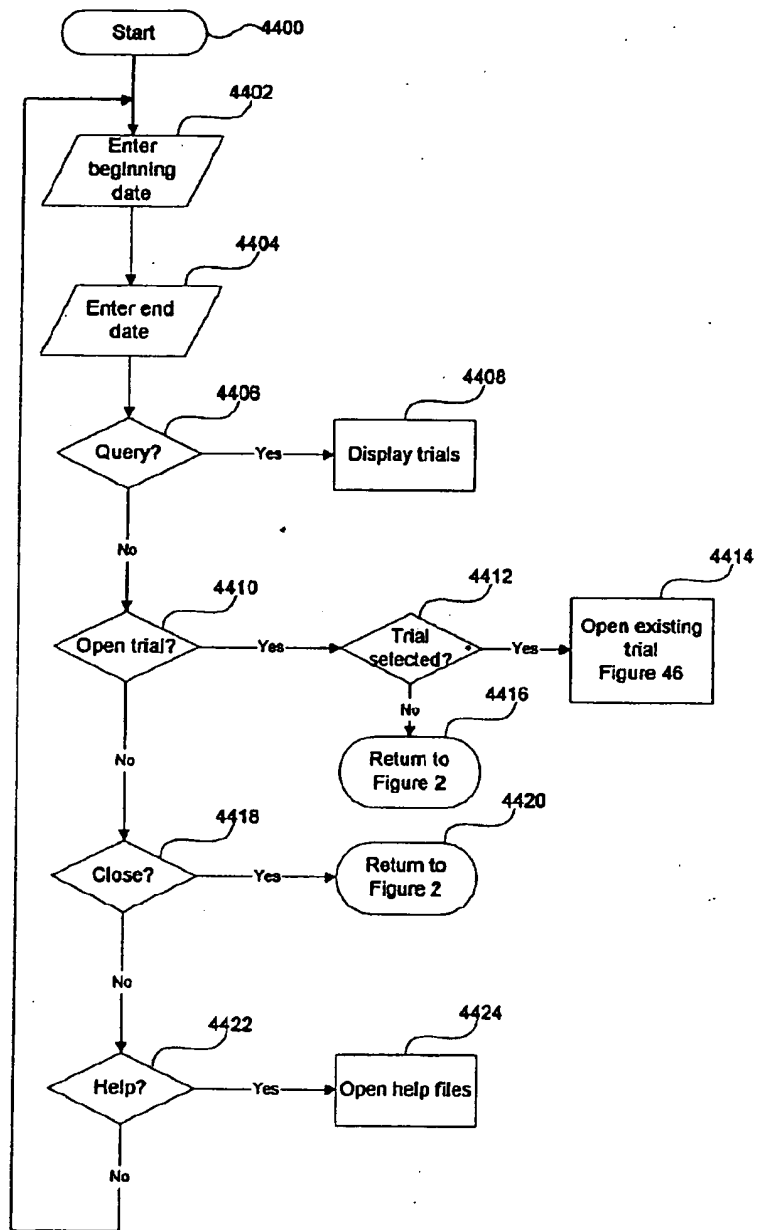 Start
4400
4402
Enter
beginning
date
4404
Enter end
date
4406
4408
Query?
Yes
Display trials
No
4410
4412
4414
Open trial?
Yes
Trial
selected?
Yes
Open existing
trial
Figure 46
No
4416
Return to
Figure 2
No
4418
4420
Close?
Yes
Return to
Figure 2
No
4422
4424
Help?
Yes
Open help files
No